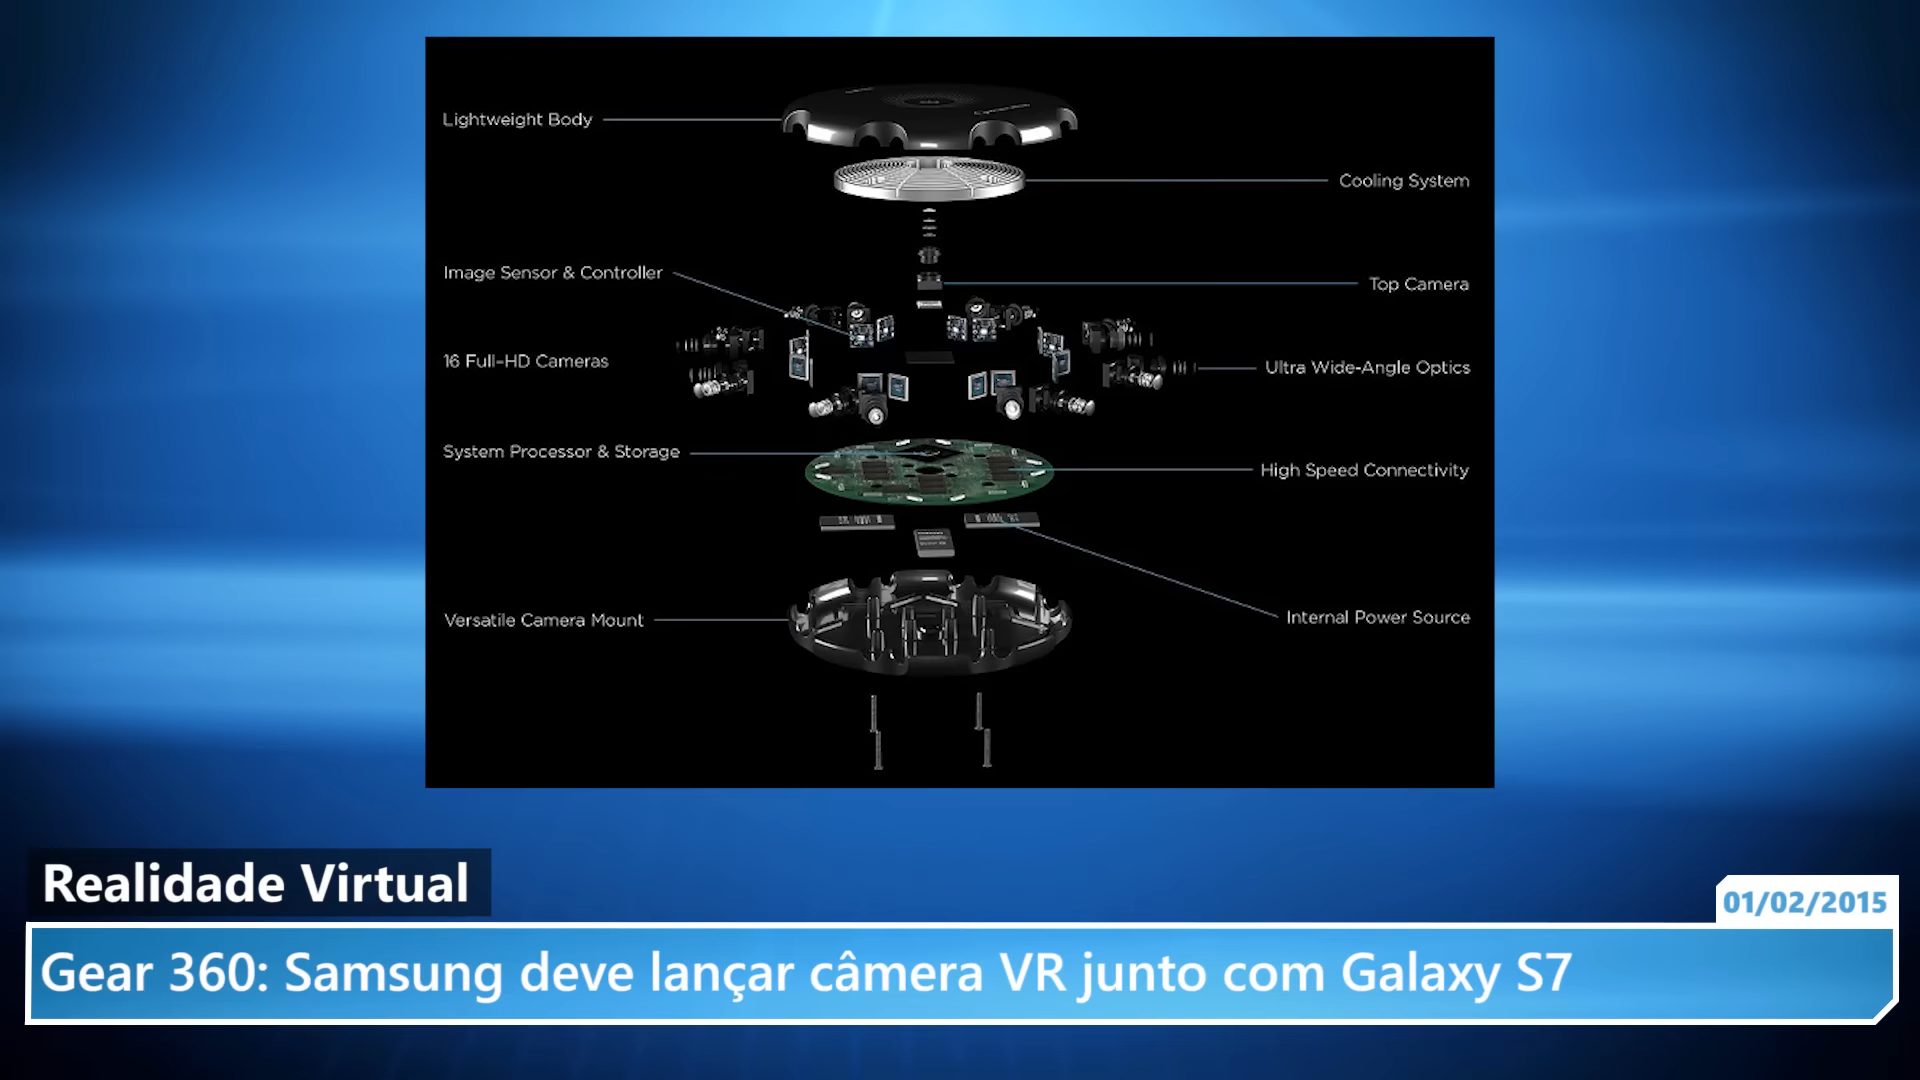 Lightweight Body
Cooling System
Image Sensor & Controller
Top Camera
16 Full-HD Cameras
Ultra Wide-Angle Optics
System Processor & Storage
High Speed Connectivity
Versatile Camera Mount
Internal Power Source
Realidade Virtual
01/02/2015
Gear 360: Samsung deve lançar câmera VR junto com Galaxy S7